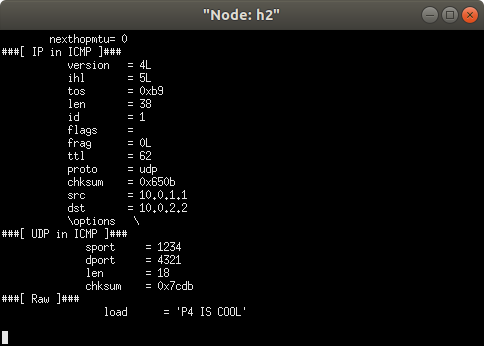 "Node: h2"
nexthopmtu= 0
###[ IP in ICMP ]###
version = 4L
ihl = 5L
tos = 0xb9
len = 38
id = 1
flags =
frag = 0L
ttl = 62
proto = udp
chksum = 0x650b
src = 10.0.1.1
dst = 10.0.2.2
\options \
###[ UDP in ICMP ]###
sport = 1234
dport = 4321
len = 18
chksum = 0x7cdb
###[ Raw ]###
load = 'P4 IS COOL'